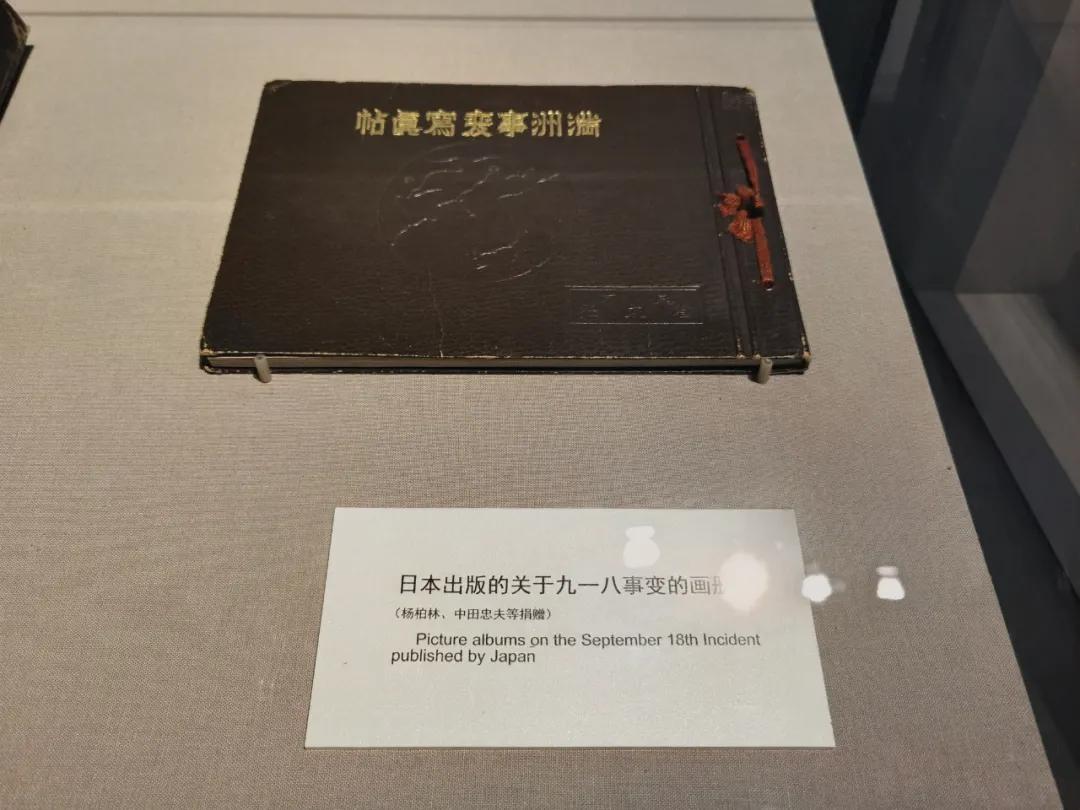 滿洲事變寫眞帖
日本出版的关于九一八事变的画册
（杨柏林、中田忠夫等捐赠）
Picture albums on the September 18th Incident
published by Japan